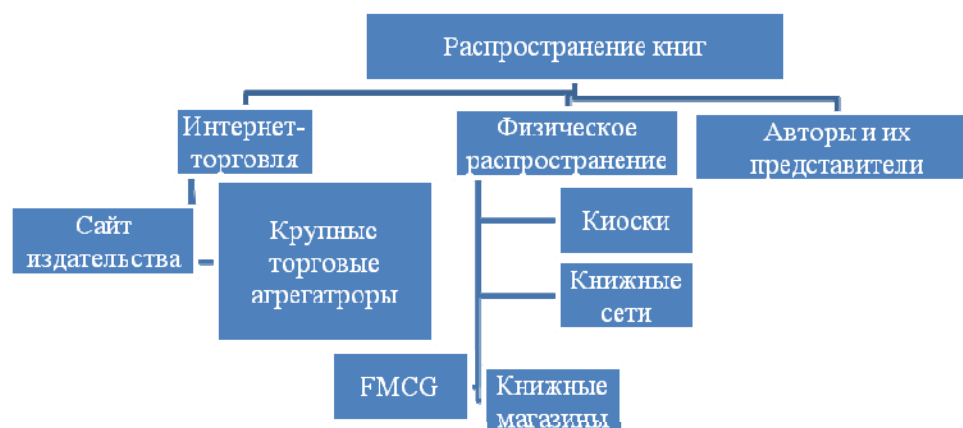 Распространение книг
Интернет-
торговля
Физическое
распространение
Авторы и их
представители
Сайт
издательства
Крупные
торговые
агрегатроры
Киоски
Книжные
сети
FMCG
Книжные
магазины